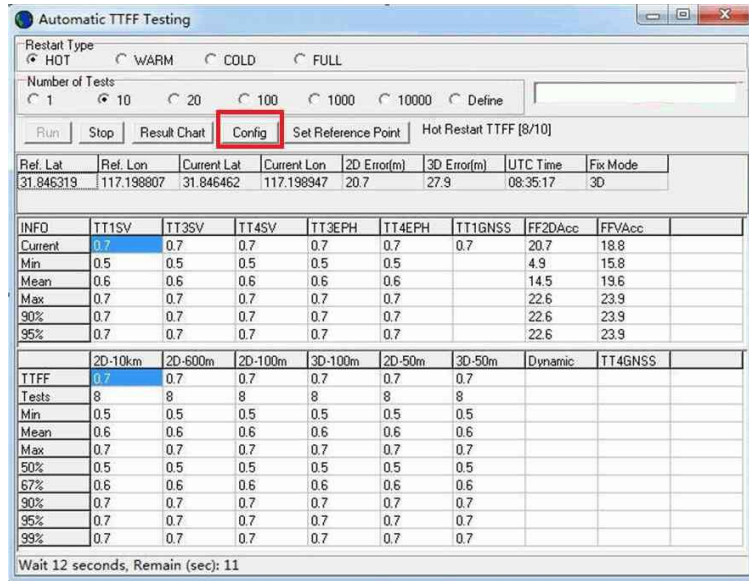 Automatic TTFF Testing
Restart Type
HOT WARM COLD FULL
Number of Tests
1 10 20 100 1000 10000 Define
Run Stop Result Chart Config Set Reference Point Hot Restart TTFF [8/10]
Ref. Lat Ref. Lon Current Lat Current Lon 2D Error(m) 3D Error(m) UTC Time Fix Mode
31.846319 117.198807 31.846462 117.198947 20.7 27.9 08:35:17 3D
INFO TT1SV TT3SV TT4SV TT3EPH TT4EPH TT1GNSS FF2DAcc FFVAcc
Current 0.7 0.7 0.7 0.7 0.7 0.7 20.7 18.8
Min 0.5 0.5 0.5 0.5 0.5 4.9 15.8
Mean 0.6 0.6 0.6 0.6 0.6 14.5 19.6
Max 0.7 0.7 0.7 0.7 0.7 22.6 23.9
90% 0.7 0.7 0.7 0.7 0.7 22.6 23.9
95% 0.7 0.7 0.7 0.7 0.7 22.6 23.9
2D-10km 2D-600m 2D-100m 3D-100m 2D-50m 3D-50m Dynamic TT4GNSS
TTFF 0.7 0.7 0.7 0.7 0.7 0.7
Tests 8 8 8 8 8 8
Min 0.5 0.5 0.5 0.5 0.5 0.5
Mean 0.6 0.6 0.6 0.6 0.6 0.6
Max 0.7 0.7 0.7 0.7 0.7 0.7
50% 0.5 0.5 0.5 0.5 0.5 0.5
67% 0.6 0.6 0.6 0.6 0.6 0.6
90% 0.7 0.7 0.7 0.7 0.7 0.7
95% 0.7 0.7 0.7 0.7 0.7 0.7
99% 0.7 0.7 0.7 0.7 0.7 0.7
Wait 12 seconds, Remain (sec): 11